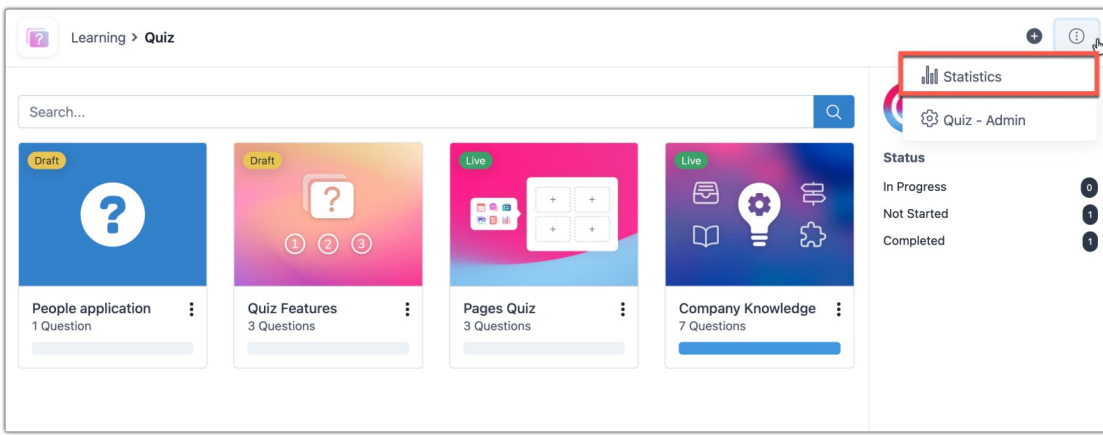 Learning > Quiz
Statistics
Quiz - Admin
Search...
Draft
Draft
Live
Live
?
?
1 2 3
People application
1 Question
Quiz Features
3 Questions
Pages Quiz
3 Questions
Company Knowledge
7 Questions
Status
In Progress 0
Not Started 1
Completed 1